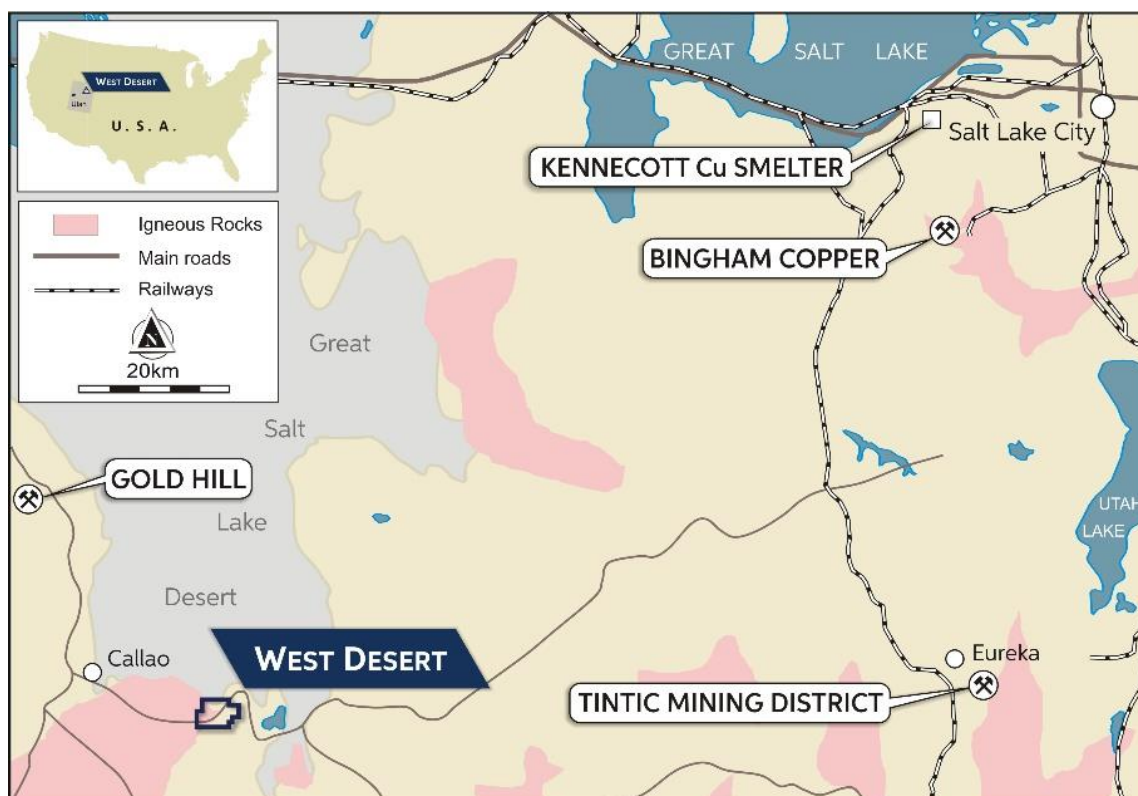 WEST DESERT
Utah
U. S. A.
Igneous Rocks
Main roads
Railways
N
20km
GREAT SALT LAKE
Salt Lake City
KENNECOTT Cu SMELTER
BINGHAM COPPER
Great
Salt
Lake
Desert
GOLD HILL
UTAH
LAKE
Callao
WEST DESERT
Eureka
TINTIC MINING DISTRICT